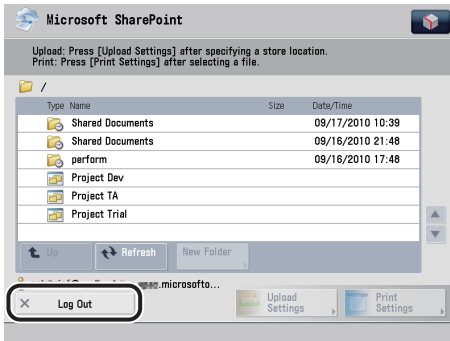 Microsoft SharePoint
Upload: Press [Upload Settings] after specifying a store location.
Print: Press [Print Settings] after selecting a file.
/
Type Name Size Date/Time
Shared Documents 09/17/2010 10:39
Shared Documents 09/16/2010 21:48
perform 09/16/2010 17:48
Project Dev
Project TA
Project Trial
Up Refresh New Folder
.microsofto...
Log Out
Upload Settings
Print Settings